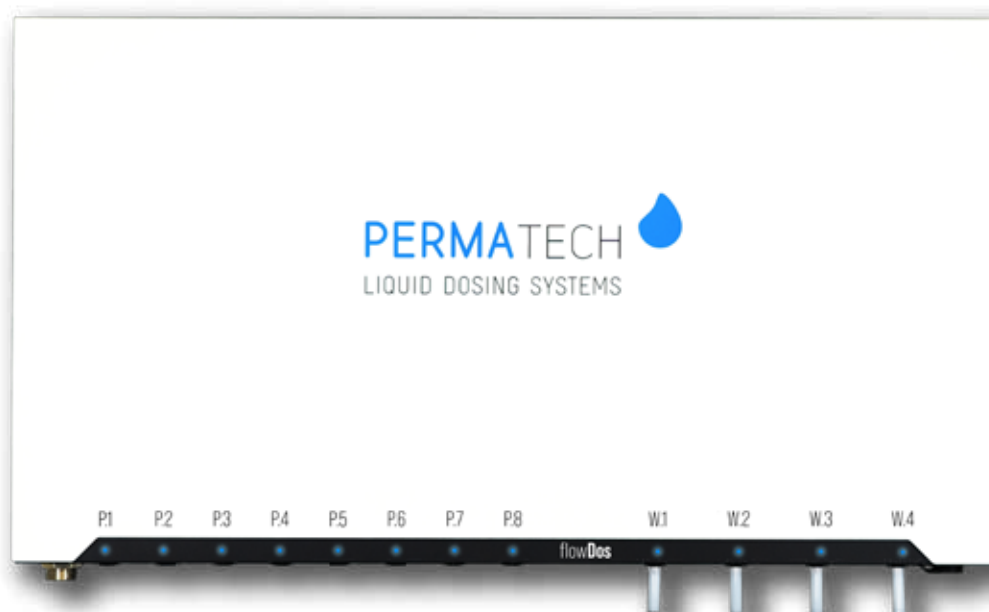 PERMATECH
LIQUID DOSING SYSTEMS
P.1 P.2 P.3 P.4 P.5 P.6 P.7 P.8 W.1 W.2 W.3 W.4
flowDos